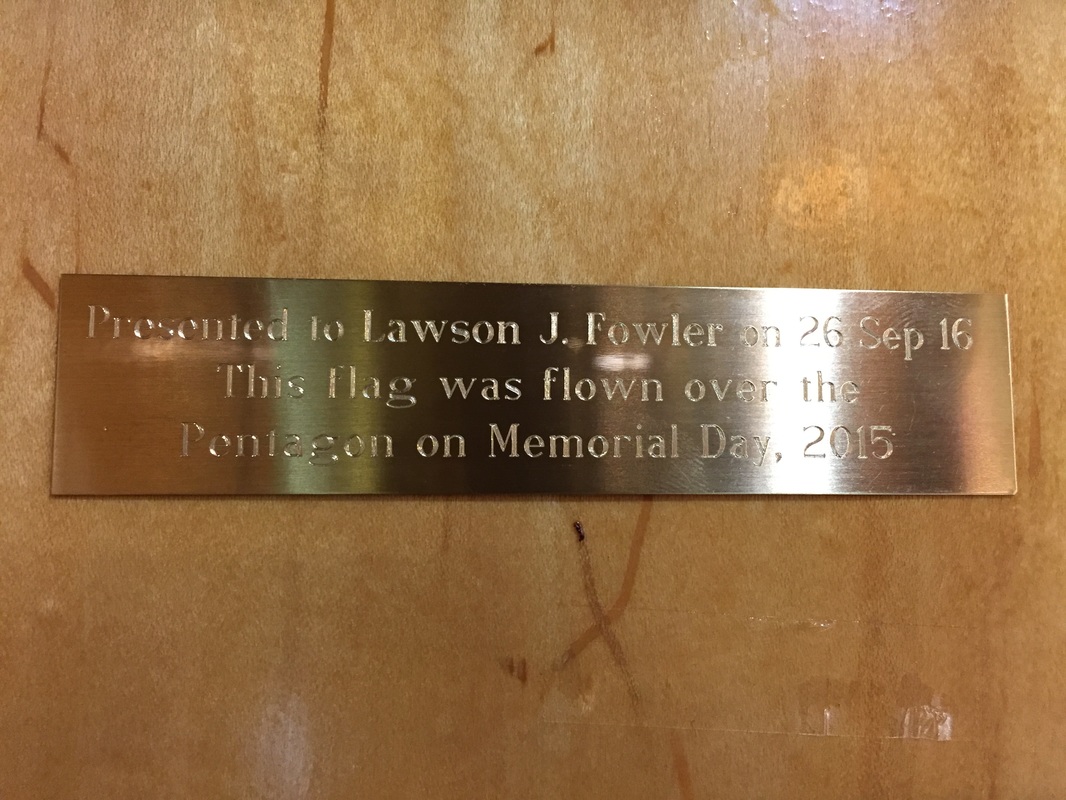 Presented to Lawson J. Fowler on 26 Sep 16
This flag was flown over the
Pentagon on Memorial Day, 2015